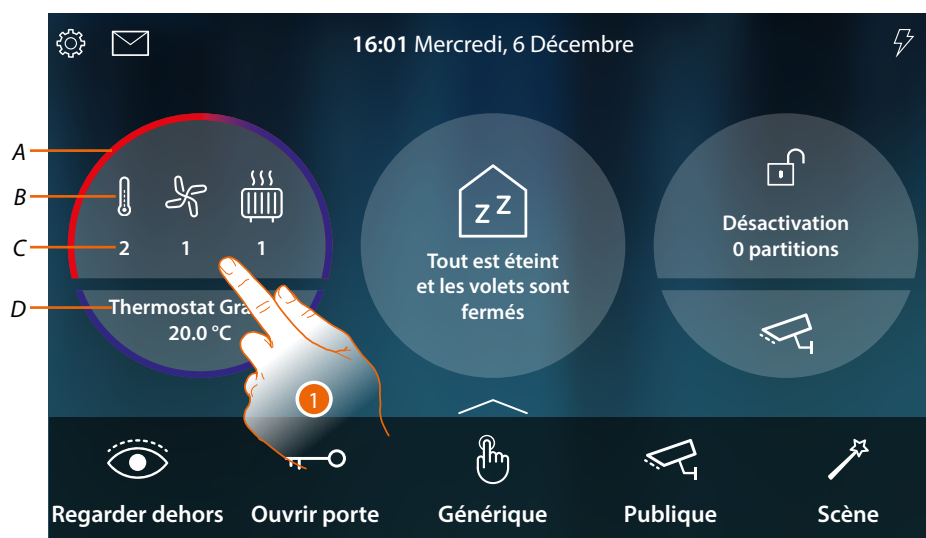 16:01 Mercredi, 6 Décembre
A
B
C
D
2 1 1
Thermostat Gra
20.0 °C
1
z Z
Tout est éteint
et les volets sont
fermés
Désactivation
0 partitions
Regarder dehors
Ouvrir porte
Générique
Publique
Scène